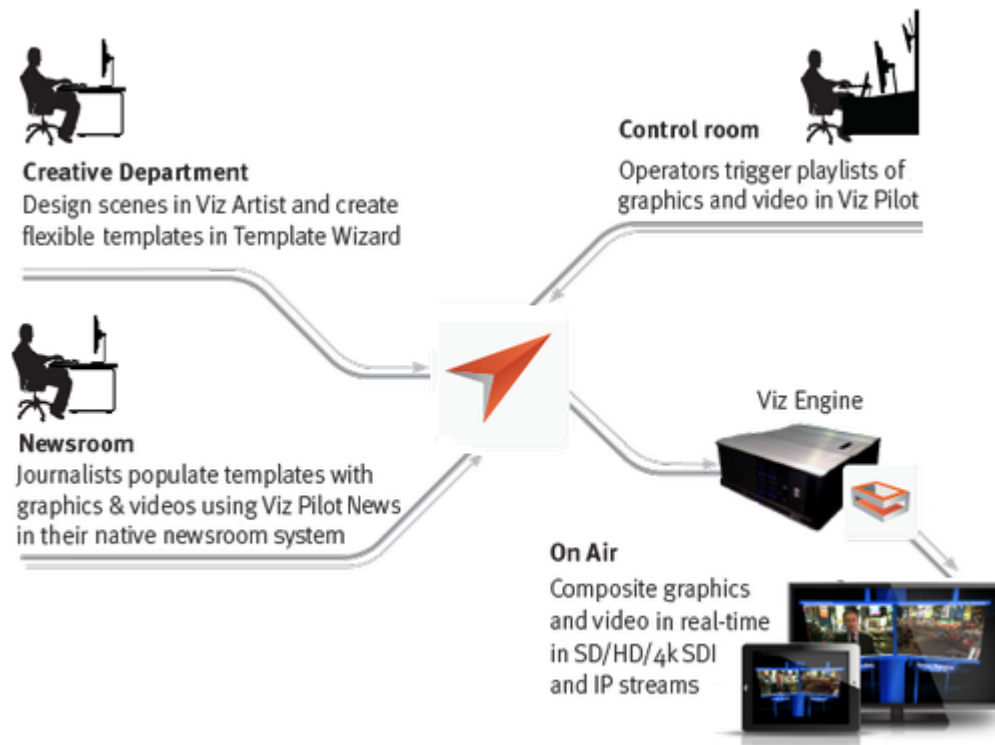 Creative Department
Design scenes in Viz Artist and create
flexible templates in Template Wizard
Control room
Operators trigger playlists of
graphics and video in Viz Pilot
Newsroom
Journalists populate templates with
graphics & videos using Viz Pilot News
in their native newsroom system
Viz Engine
On Air
Composite graphics
and video in real-time
in SD/HD/4k SDI
and IP streams